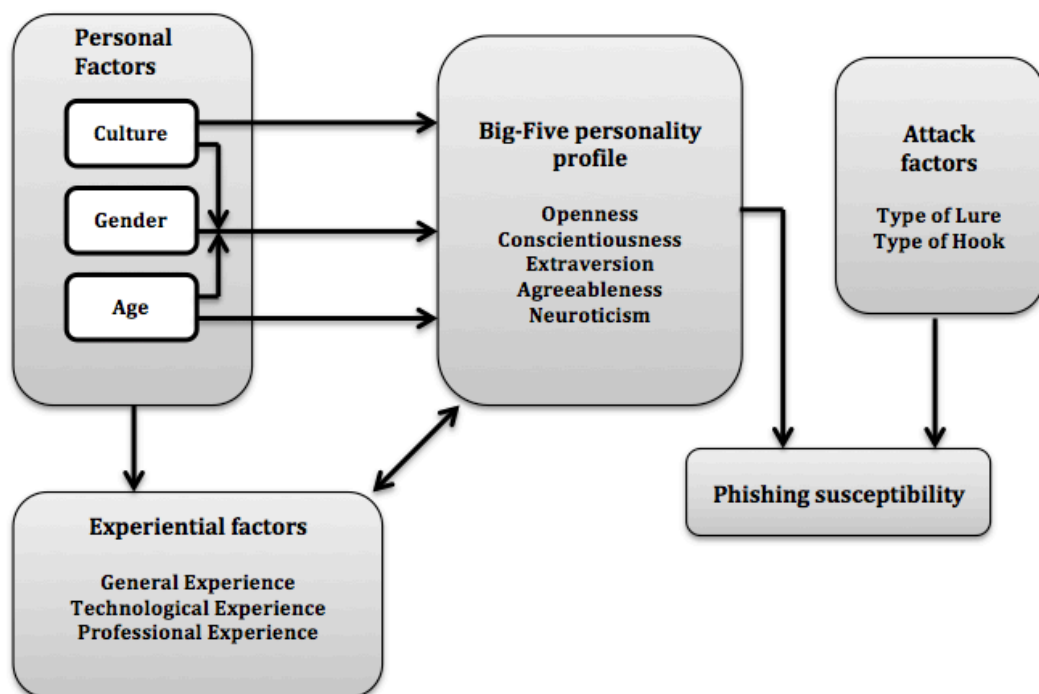 Personal
Factors
Culture
Gender
Age
Big-Five personality
profile
Openness
Conscientiousness
Extraversion
Agreeableness
Neuroticism
Attack
factors
Type of Lure
Type of Hook
Phishing susceptibility
Experiential factors
General Experience
Technological Experience
Professional Experience